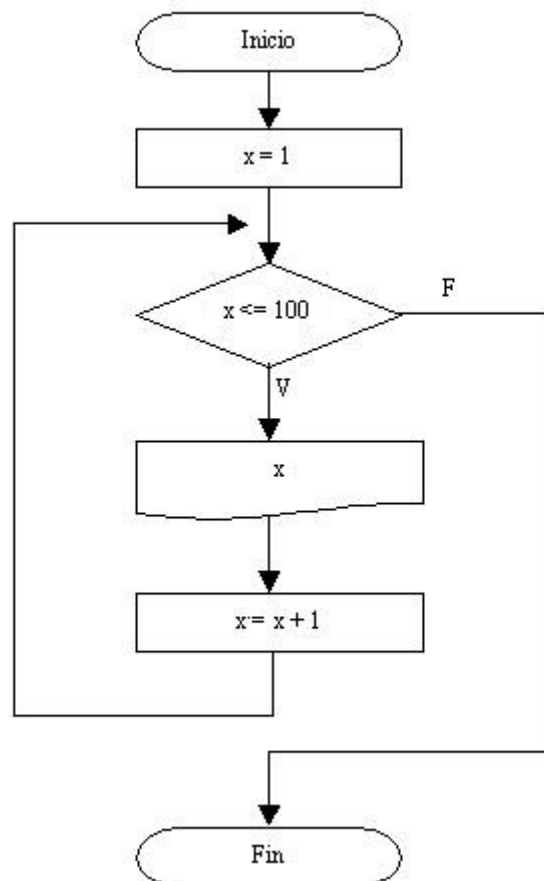 Inicio
x = 1
x <= 100
F
V
x
x = x + 1
Fin